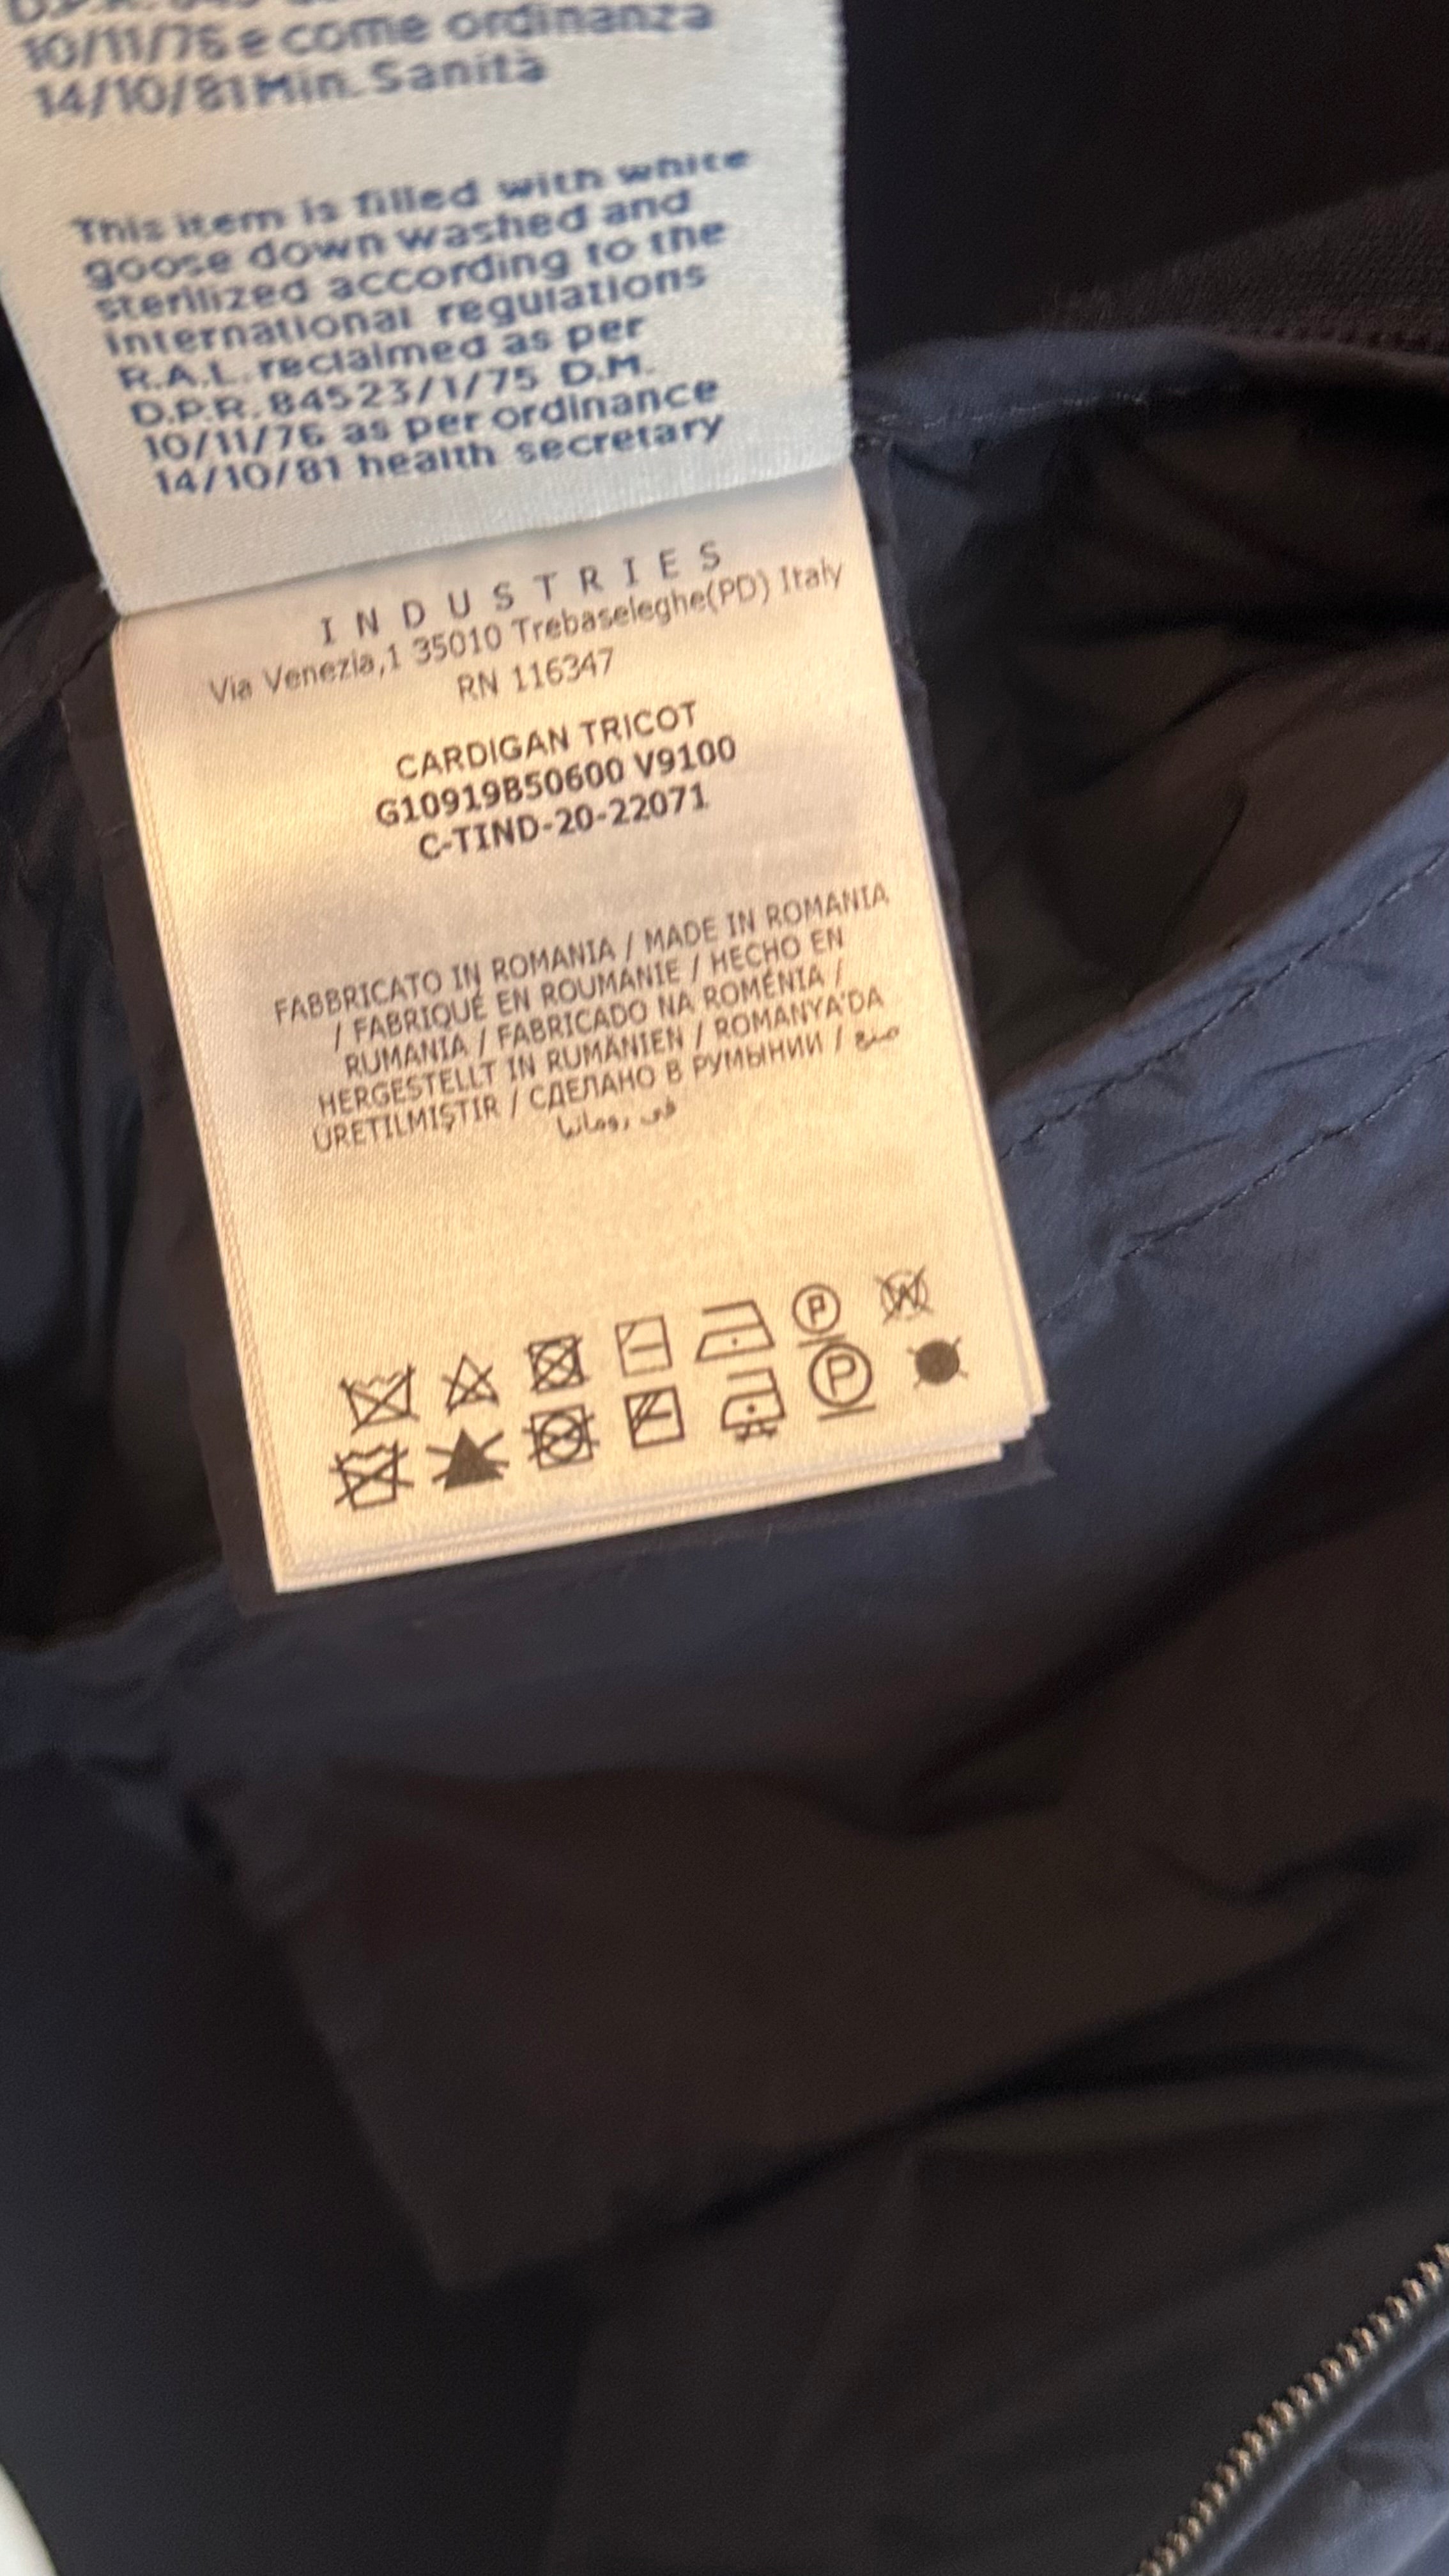 10/11/76 e come ordinanza
14/10/81 Min. Sanità
This item is filled with white
goose down washed and
sterilized according to the
international regulations
R.A.L. reclaimed as per
D.P.R. 84523/1/75 D.M.
10/11/76 as per ordinance
14/10/81 health secretary
INDUSTRIES
Via Venezia,1 35010 Trebaseleghe(PD) Italy
RN 116347
CARDIGAN TRICOT
G10919B50600 V9100
C-TIND-20-22071
FABBRICATO IN ROMANIA / MADE IN ROMANIA
/ FABRIQUÉ EN ROUMANIE / HECHO EN
RUMANIA / FABRICADO NA ROMÉNIA /
HERGESTELLT IN RUMÄNIEN / ROMANYA'DA
ÜRETILMIŞTIR / СДЕЛАНО В РУМЫНИИ / صنع
في رومانيا
P W
P